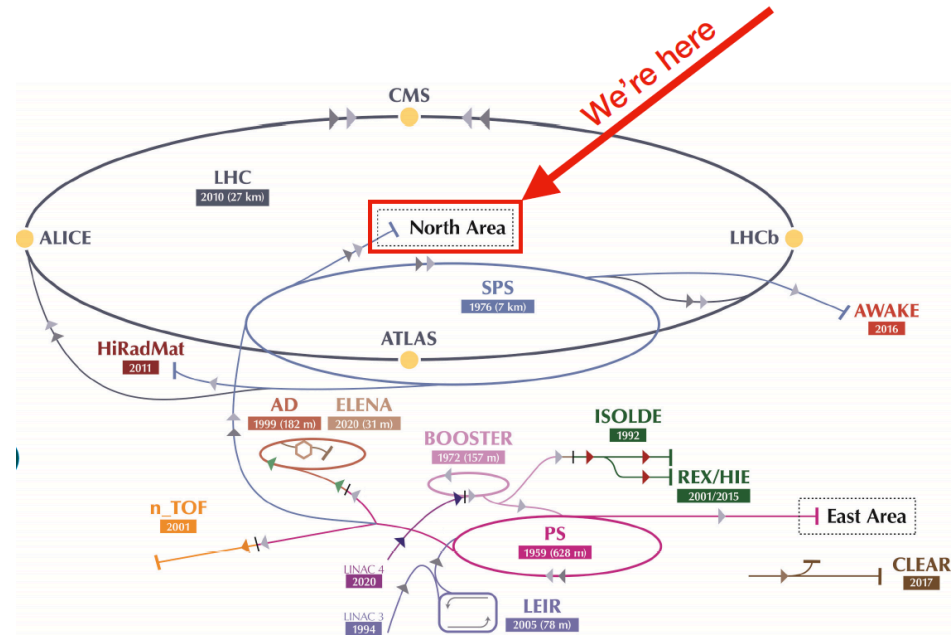 We're here
CMS
LHC
2010 (27 km)
North Area
ALICE
LHCb
SPS
1976 (7 km)
AWAKE
2016
ATLAS
HiRadMat
2011
AD
1999 (182 m)
ELENA
2020 (31 m)
ISOLDE
1992
BOOSTER
1972 (157 m)
REX/HIE
2001/2015
n_TOF
2001
East Area
PS
1959 (628 m)
LINAC 4
2020
CLEAR
2017
LINAC 3
1994
LEIR
2005 (78 m)